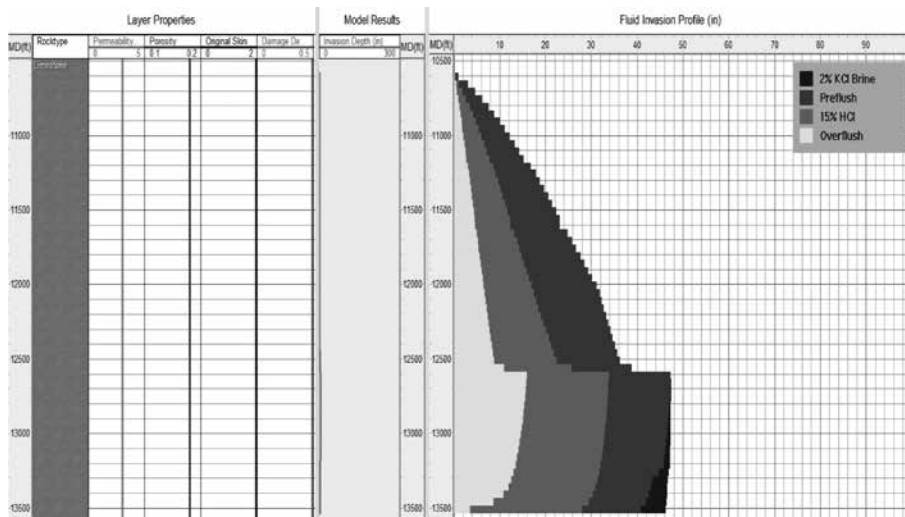 Layer Properties
Model Results
Fluid Invasion Profile (in)
MD(ft) Rocktype Permeability... Porosity Original Skin Damage De
0 5 0.1 0.2 0 2 0 0.5
Invasion Depth (in)
0 300
MD(ft)
MD(ft) 10 20 30 40 50 60 70 80 90
Limestone
10500
11000 11000 11000
11500 11500 11500
12000 12000 12000
12500 12500 12500
13000 13000 13000
13500 13500 13500
2% KCl Brine
Preflush
15% HCl
Overflush